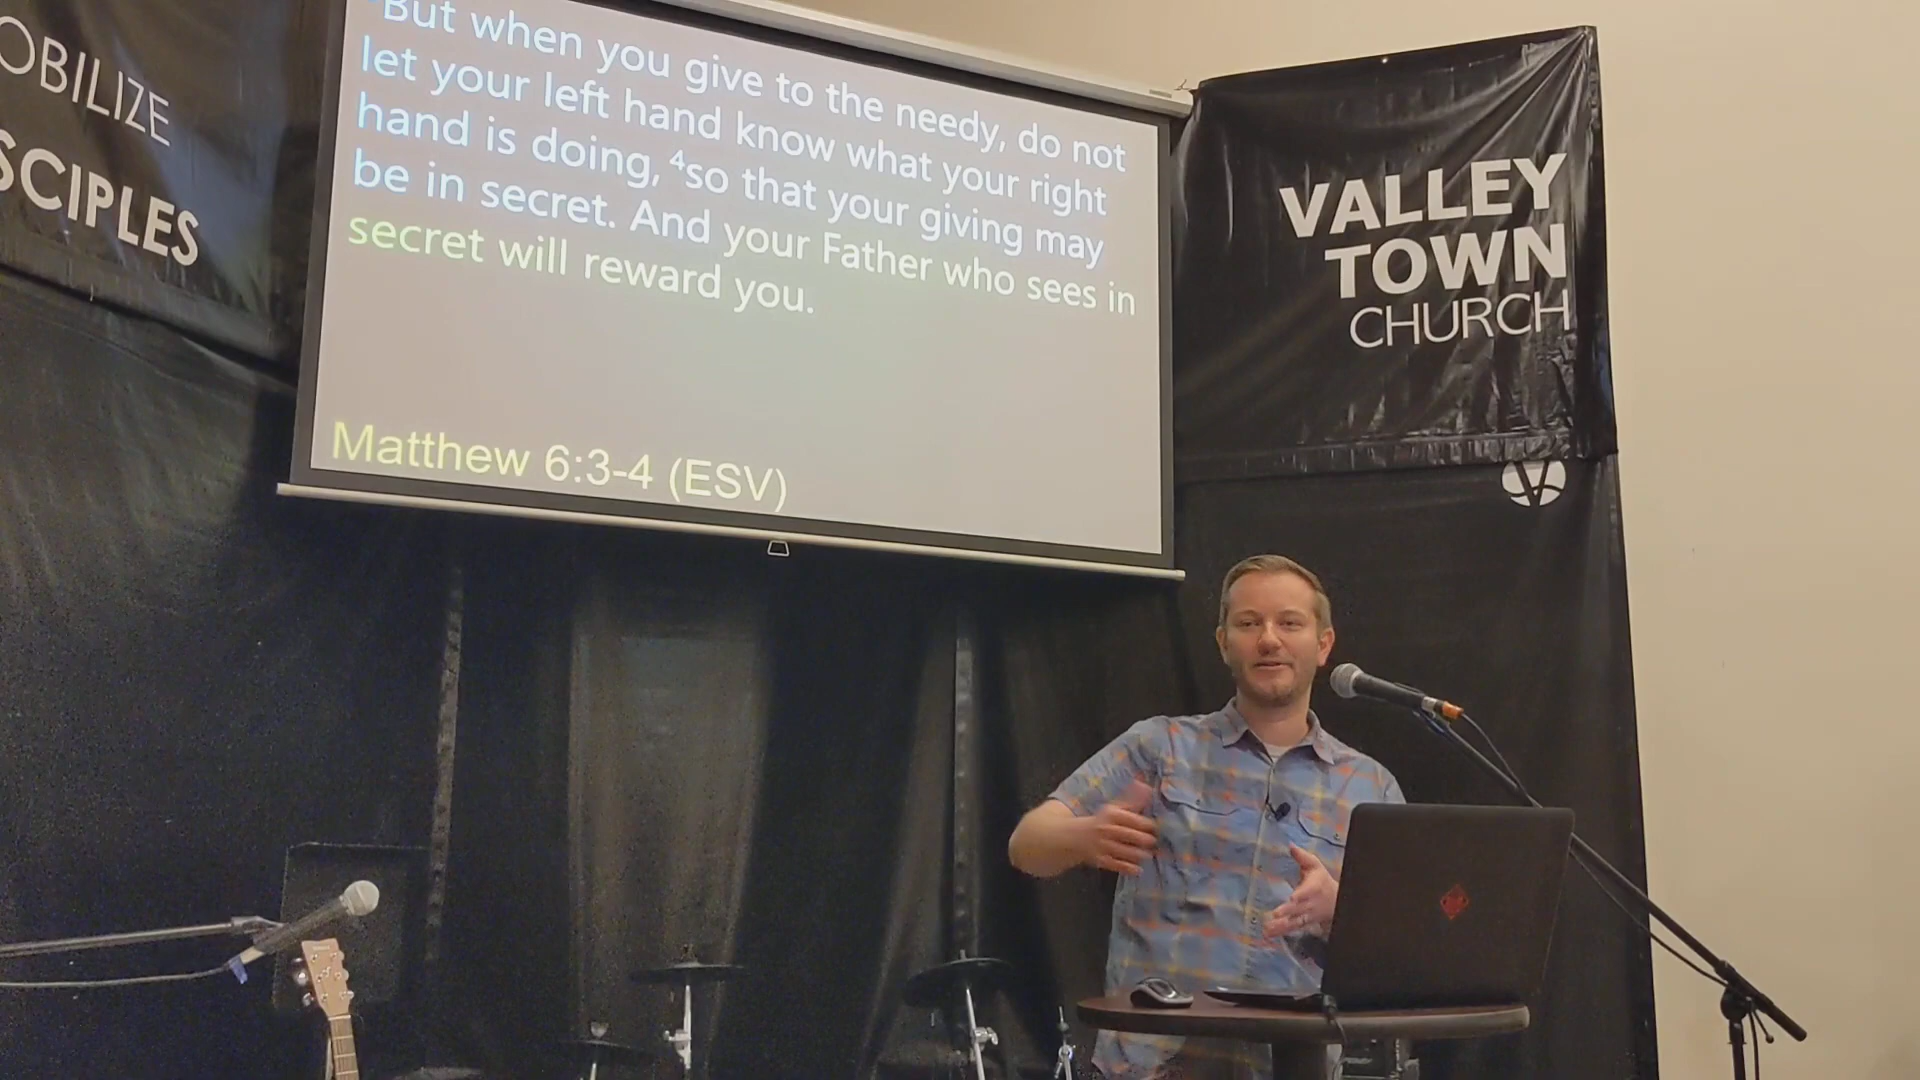 OBILIZE
SCIPLES
³But when you give to the needy, do not
let your left hand know what your right
hand is doing, ⁴so that your giving may
be in secret. And your Father who sees in
secret will reward you.
Matthew 6:3-4 (ESV)
VALLEY
TOWN
CHURCH